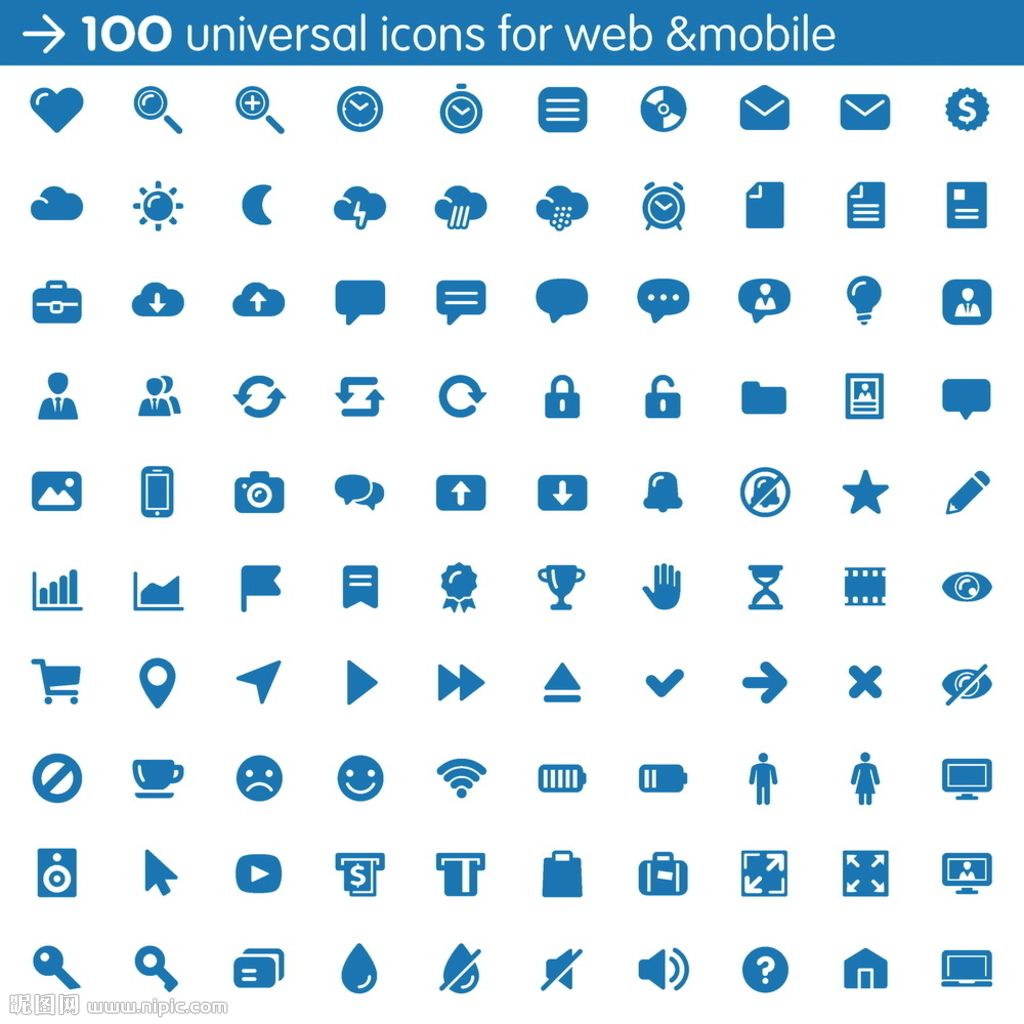 → 100 universal icons for web &mobile
$
$
?
昵图网 www.nipic.com